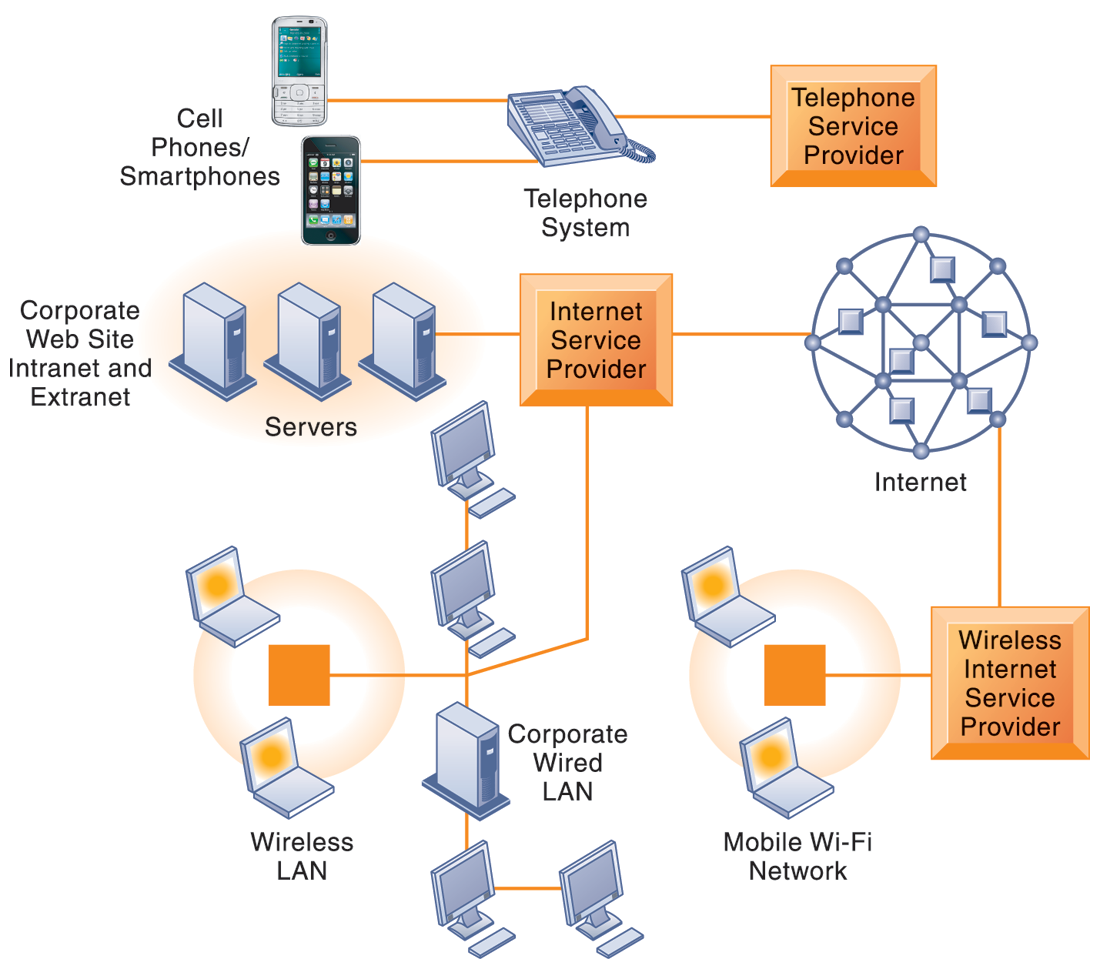 Cell
Phones/
Smartphones
Telephone
System
Telephone
Service
Provider
Corporate
Web Site
Intranet and
Extranet
Servers
Internet
Service
Provider
Internet
Wireless
LAN
Corporate
Wired
LAN
Mobile Wi-Fi
Network
Wireless
Internet
Service
Provider